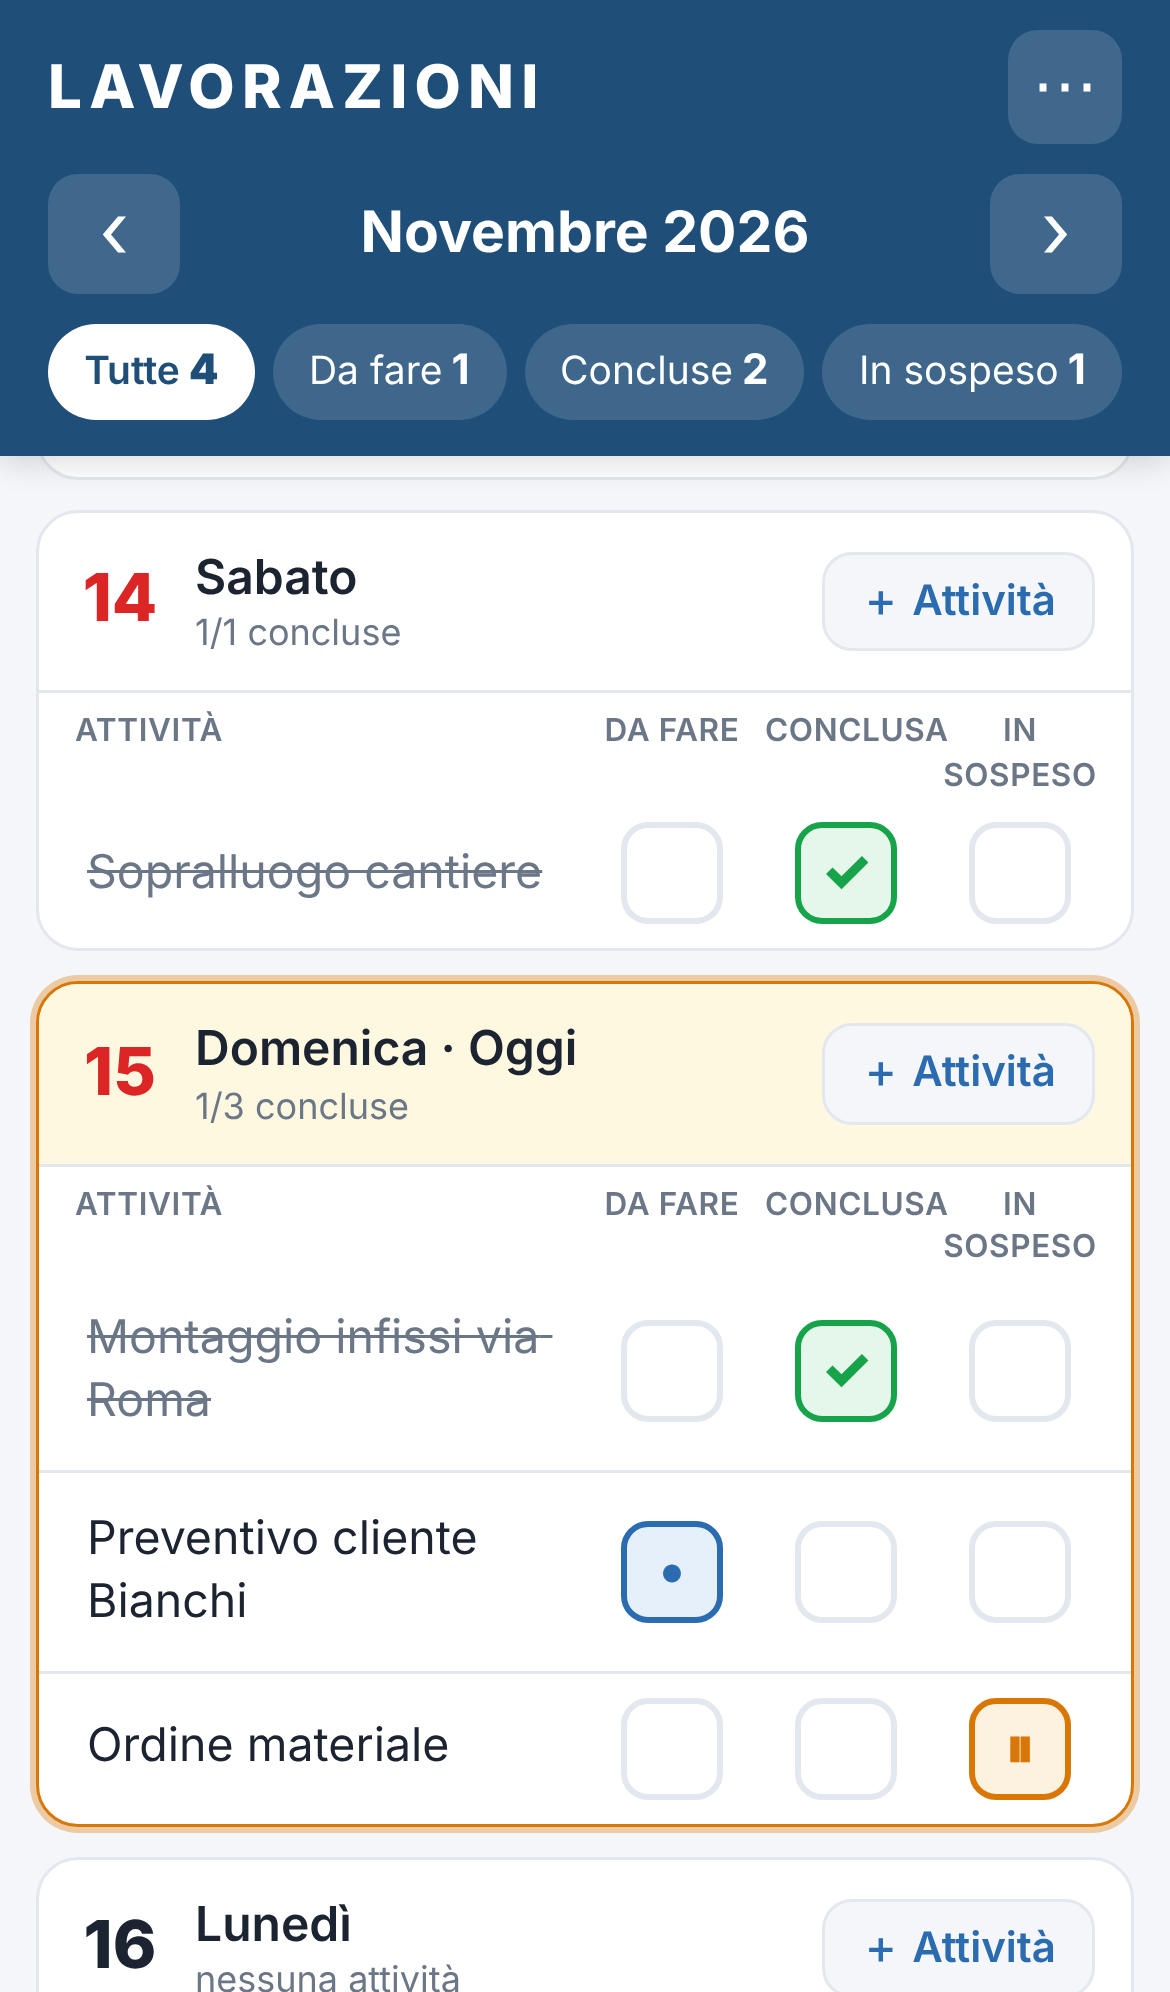 LAVORAZIONI
Novembre 2026
Tutte 4 Da fare 1 Concluse 2 In sospeso 1
14 Sabato
1/1 concluse
+ Attività
ATTIVITÀ DA FARE CONCLUSA IN SOSPESO
Sopralluogo cantiere
15 Domenica · Oggi
1/3 concluse
+ Attività
ATTIVITÀ DA FARE CONCLUSA IN SOSPESO
Montaggio infissi via
Roma
Preventivo cliente
Bianchi
Ordine materiale
16 Lunedì
nessuna attività
+ Attività